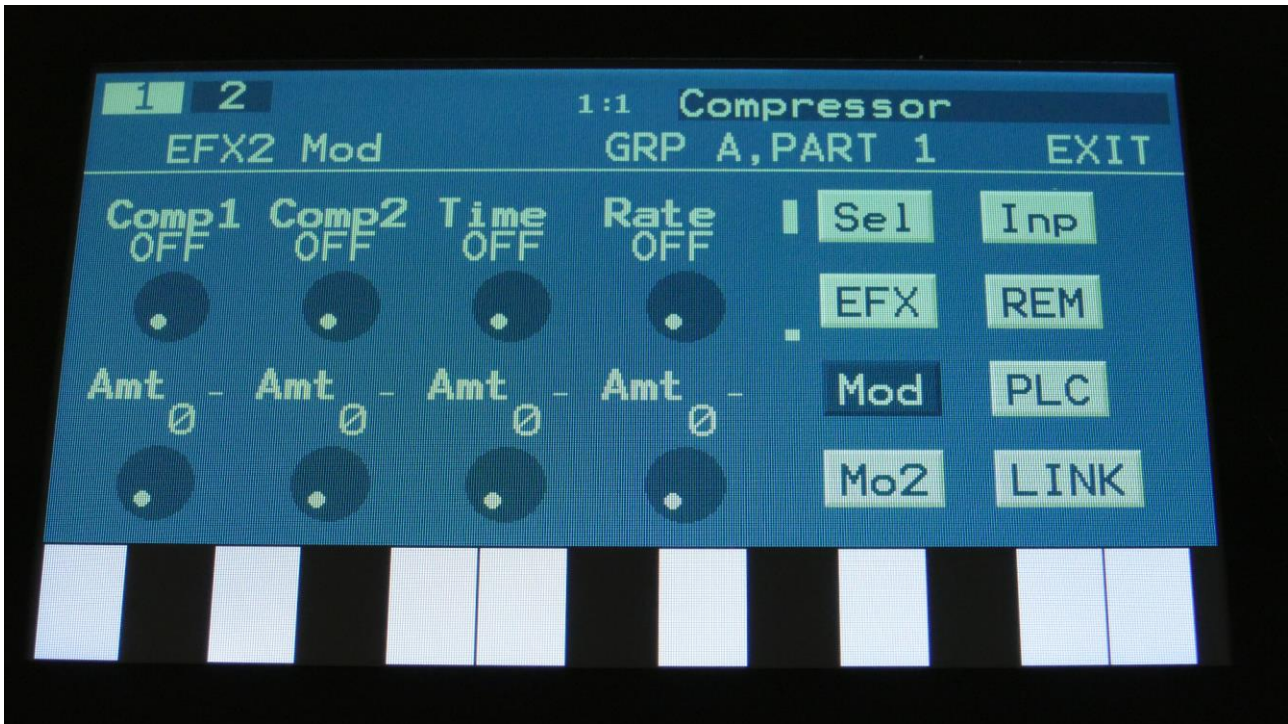 1 2 1:1 Compressor
EFX2 Mod GRP A,PART 1 EXIT
Comp1 Comp2 Time Rate Sel Inp
OFF OFF OFF OFF
EFX REM
Amt - Amt - Amt - Amt - Mod PLC
0 0 0 0
Mo2 LINK